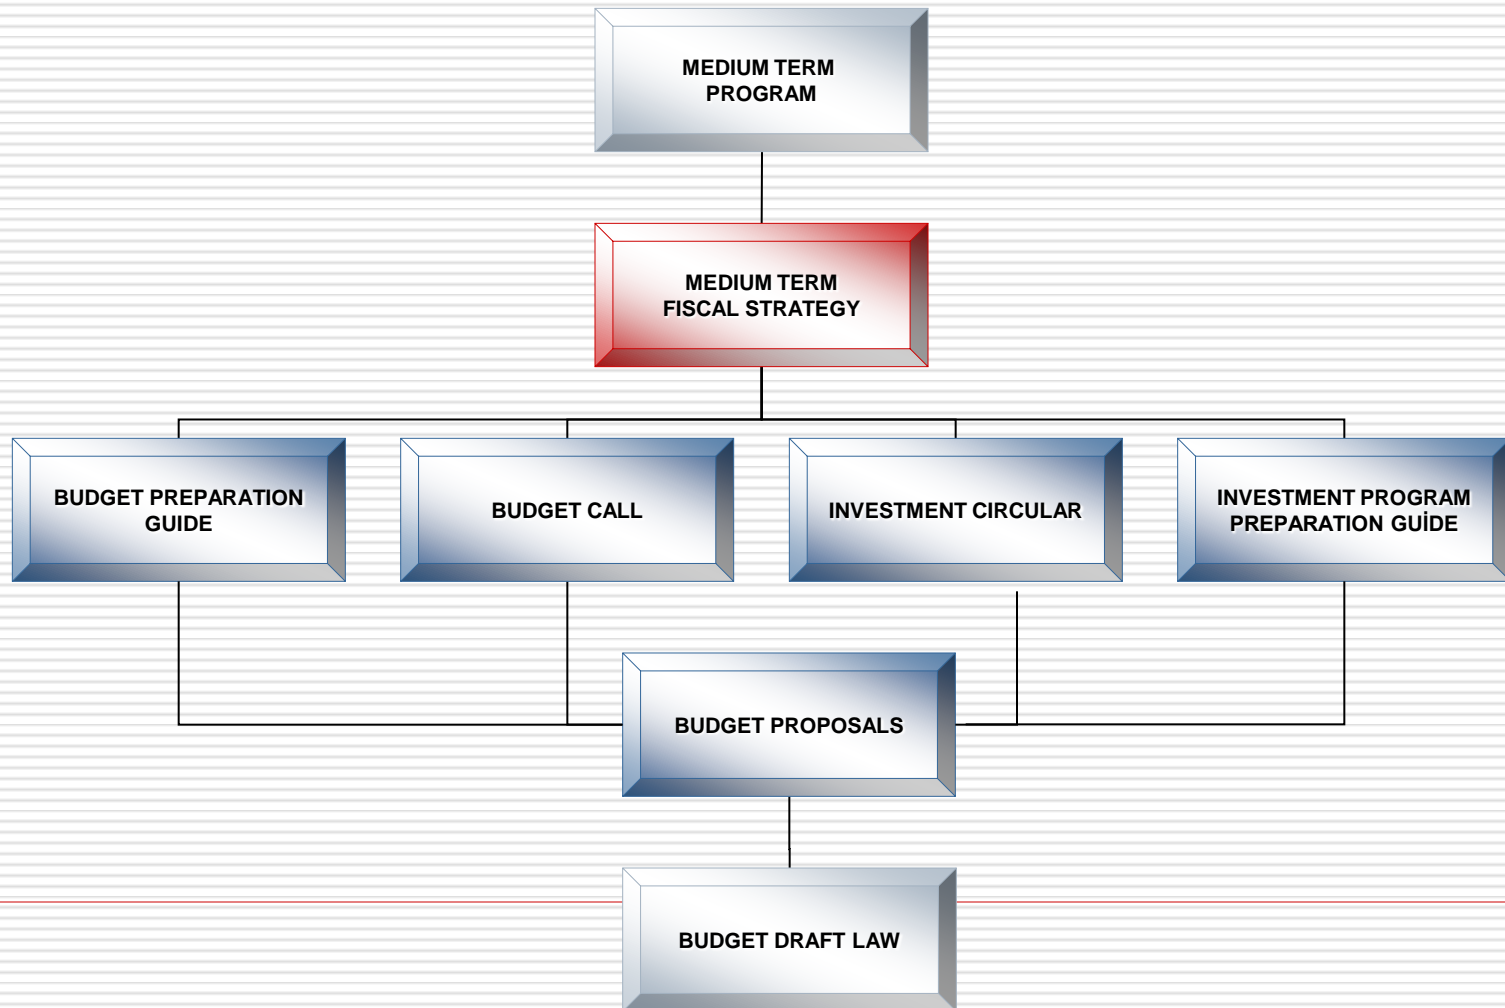 MEDIUM TERM
PROGRAM
MEDIUM TERM
FISCAL STRATEGY
BUDGET PREPARATION
GUIDE
BUDGET CALL
INVESTMENT CIRCULAR
INVESTMENT PROGRAM
PREPARATION GUİDE
BUDGET PROPOSALS
BUDGET DRAFT LAW